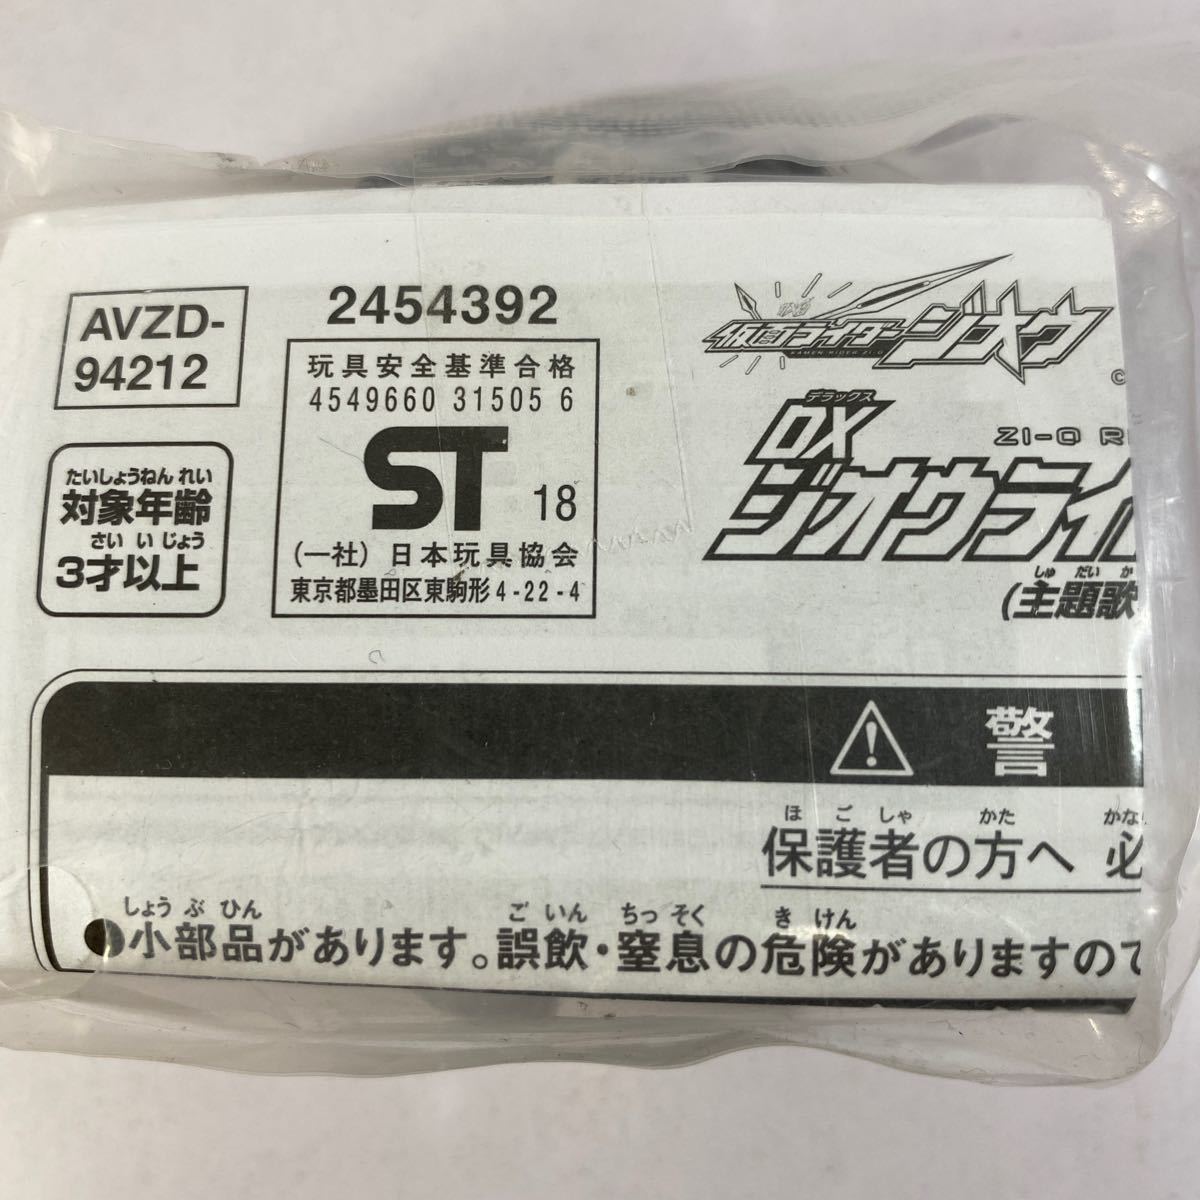 AVZD-
94212
2454392
玩具安全基準合格
4549660 31505 6
ST 18
(一社)日本玩具協会
東京都墨田区東駒形4-22-4
たいしょうねんれい
対象年齢
さいいじょう
3才以上
仮面ライダージオウ
KAMEN RIDER ZI-O
©
デラックス
DX
ZI-O R
ジオウライ
しゅだいか
(主題歌
警
ほごしゃ かた かな
保護者の方へ 必
しょうぶひん ごいん ちっそく きけん
●小部品があります。誤飲・窒息の危険がありますので